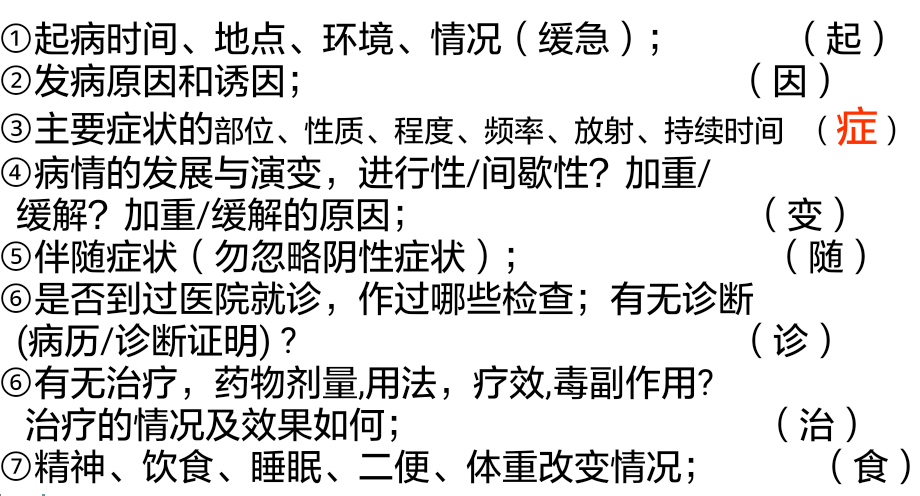 ①起病时间、地点、环境、情况（缓急）； （起）
②发病原因和诱因； （因）
③主要症状的部位、性质、程度、频率、放射、持续时间 （症）
④病情的发展与演变，进行性/间歇性？加重/
缓解？加重/缓解的原因； （变）
⑤伴随症状（勿忽略阴性症状）； （随）
⑥是否到过医院就诊，作过哪些检查；有无诊断
(病历/诊断证明)？ （诊）
⑥有无治疗，药物剂量,用法，疗效,毒副作用？
治疗的情况及效果如何； （治）
⑦精神、饮食、睡眠、二便、体重改变情况； （食）